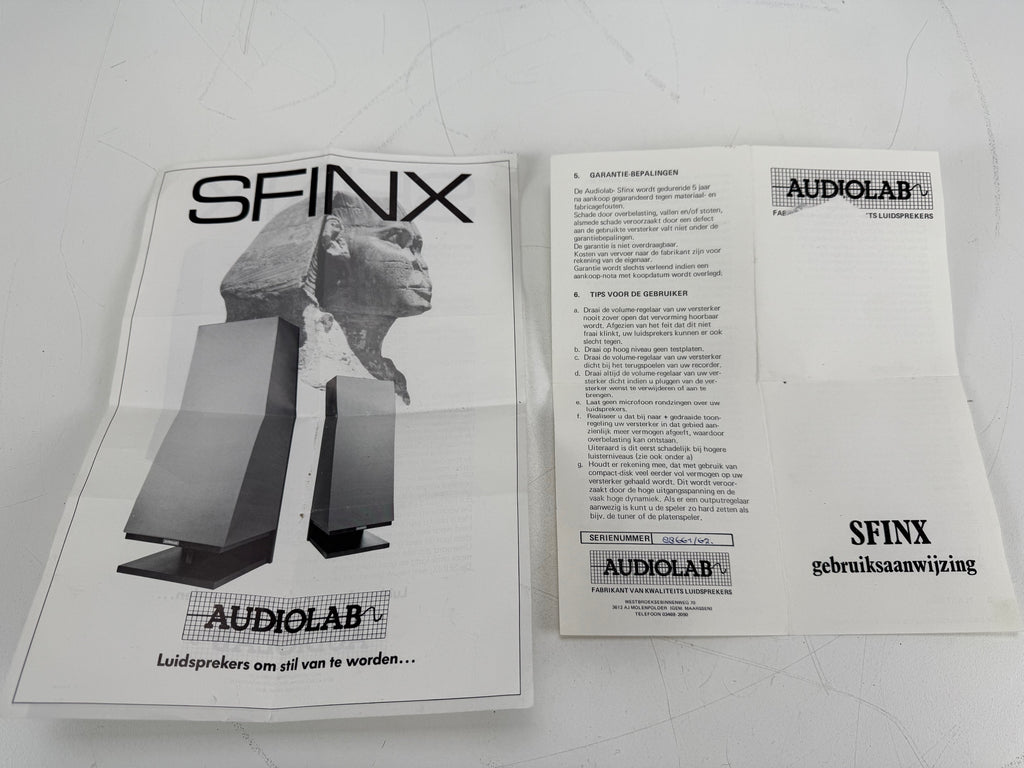 SFINX
AUDIOLAB
Luidsprekers om stil van te worden...
5. GARANTIE-BEPALINGEN
De Audiolab Sfinx wordt gedurende 5 jaar
na aankoop gegarandeerd tegen materiaal- en
fabricagefouten.
Schade door overbelasting, vallen en/of stoten,
alsmede schade veroorzaakt door een defect
aan de gebruikte versterker valt niet onder de
garantiebepalingen.
De garantie is niet overdraagbaar.
Kosten van vervoer naar de fabrikant zijn voor
rekening van de eigenaar.
Garantie wordt slechts verleend indien een
aankoop-nota met koopdatum wordt overlegd.
6. TIPS VOOR DE GEBRUIKER
a. Draai de volume-regelaar van uw versterker
nooit zover open dat vervorming hoorbaar
wordt. Afgezien van het feit dat dit niet
fraai klinkt, uw luidsprekers kunnen er ook
slecht tegen.
b. Draai op hoog niveau geen testplaten.
c. Draai de volume-regelaar van uw versterker
dicht bij het terugspoelen van uw recorder.
d. Draai altijd de volume-regelaar van uw ver-
sterker dicht indien u pluggen van de ver-
sterker wenst te verwijderen of aan te
brengen.
e. Laat geen microfoon rondzingen over uw
luidsprekers.
f. Realiseer u dat bij naar + gedraaide toon-
regeling uw versterker in dat gebied aan-
zienlijk meer vermogen afgeeft, waardoor
overbelasting kan ontstaan.
Uiteraard is dit eerst schadelijk bij hogere
luisterniveaus (zie ook onder a)
g. Houdt er rekening mee, dat met gebruik van
compact-disk veel eerder vol vermogen op uw
versterker gehaald wordt. Dit wordt veroor-
zaakt door de hoge uitgangsspanning en de
vaak hoge dynamiek. Als er een outputregelaar
aanwezig is kunt u de speler zo hard zetten als
bijv. de tuner of de platenspeler.
SERIENUMMER
AUDIOLAB
FABRIKANT VAN KWALITEITS LUIDSPREKERS
WESTBROEKSEBINNENWEG 70
3612 AJ MOLENPOLDER (GEM. MAARSSEN)
TELEFOON 03468-3090
AUDIOLAB
LUIDSPREKERS
SFINX
gebruiksaanwijzing